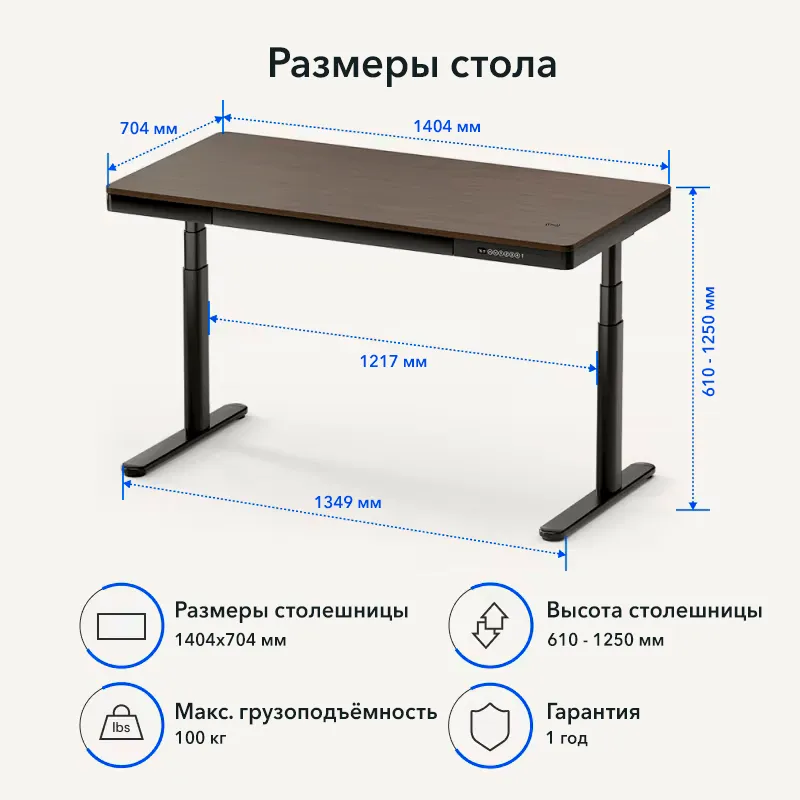 Размеры стола
704 мм
1404 мм
610 - 1250 мм
1217 мм
1349 мм
Размеры столешницы
1404x704 мм
Высота столешницы
610 - 1250 мм
lbs
Макс. грузоподъёмность
100 кг
Гарантия
1 год